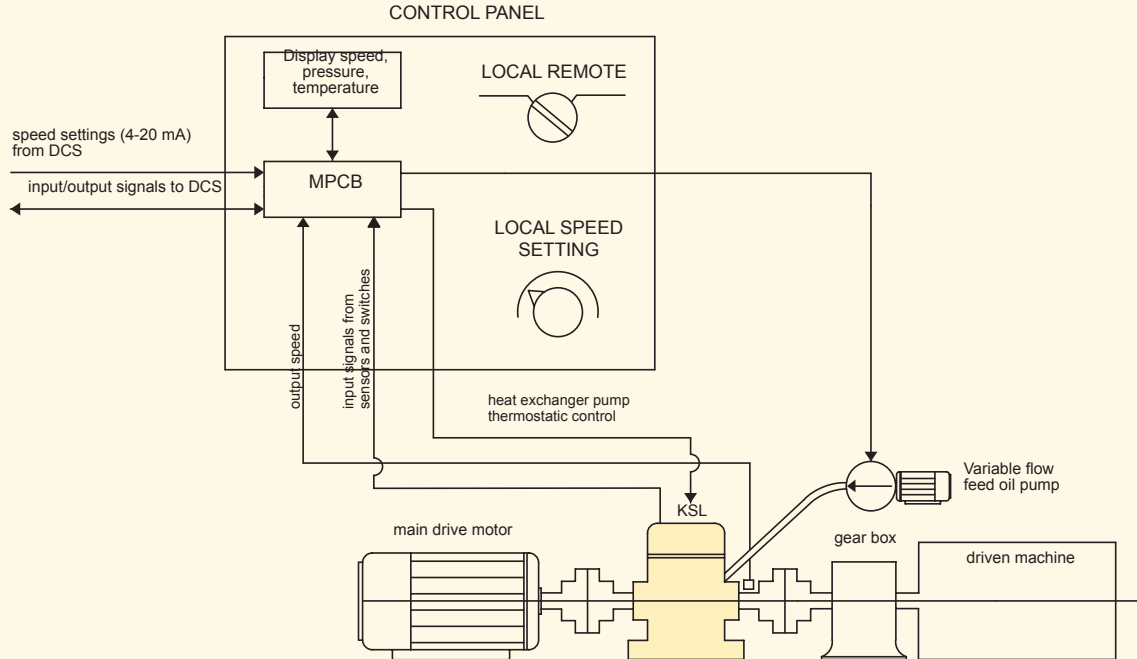 CONTROL PANEL
Display speed,
pressure,
temperature
LOCAL REMOTE
speed settings (4-20 mA)
from DCS
input/output signals to DCS
MPCB
LOCAL SPEED
SETTING
output speed
input signals from
sensors and switches
heat exchanger pump
thermostatic control
Variable flow
feed oil pump
KSL
main drive motor
gear box
driven machine